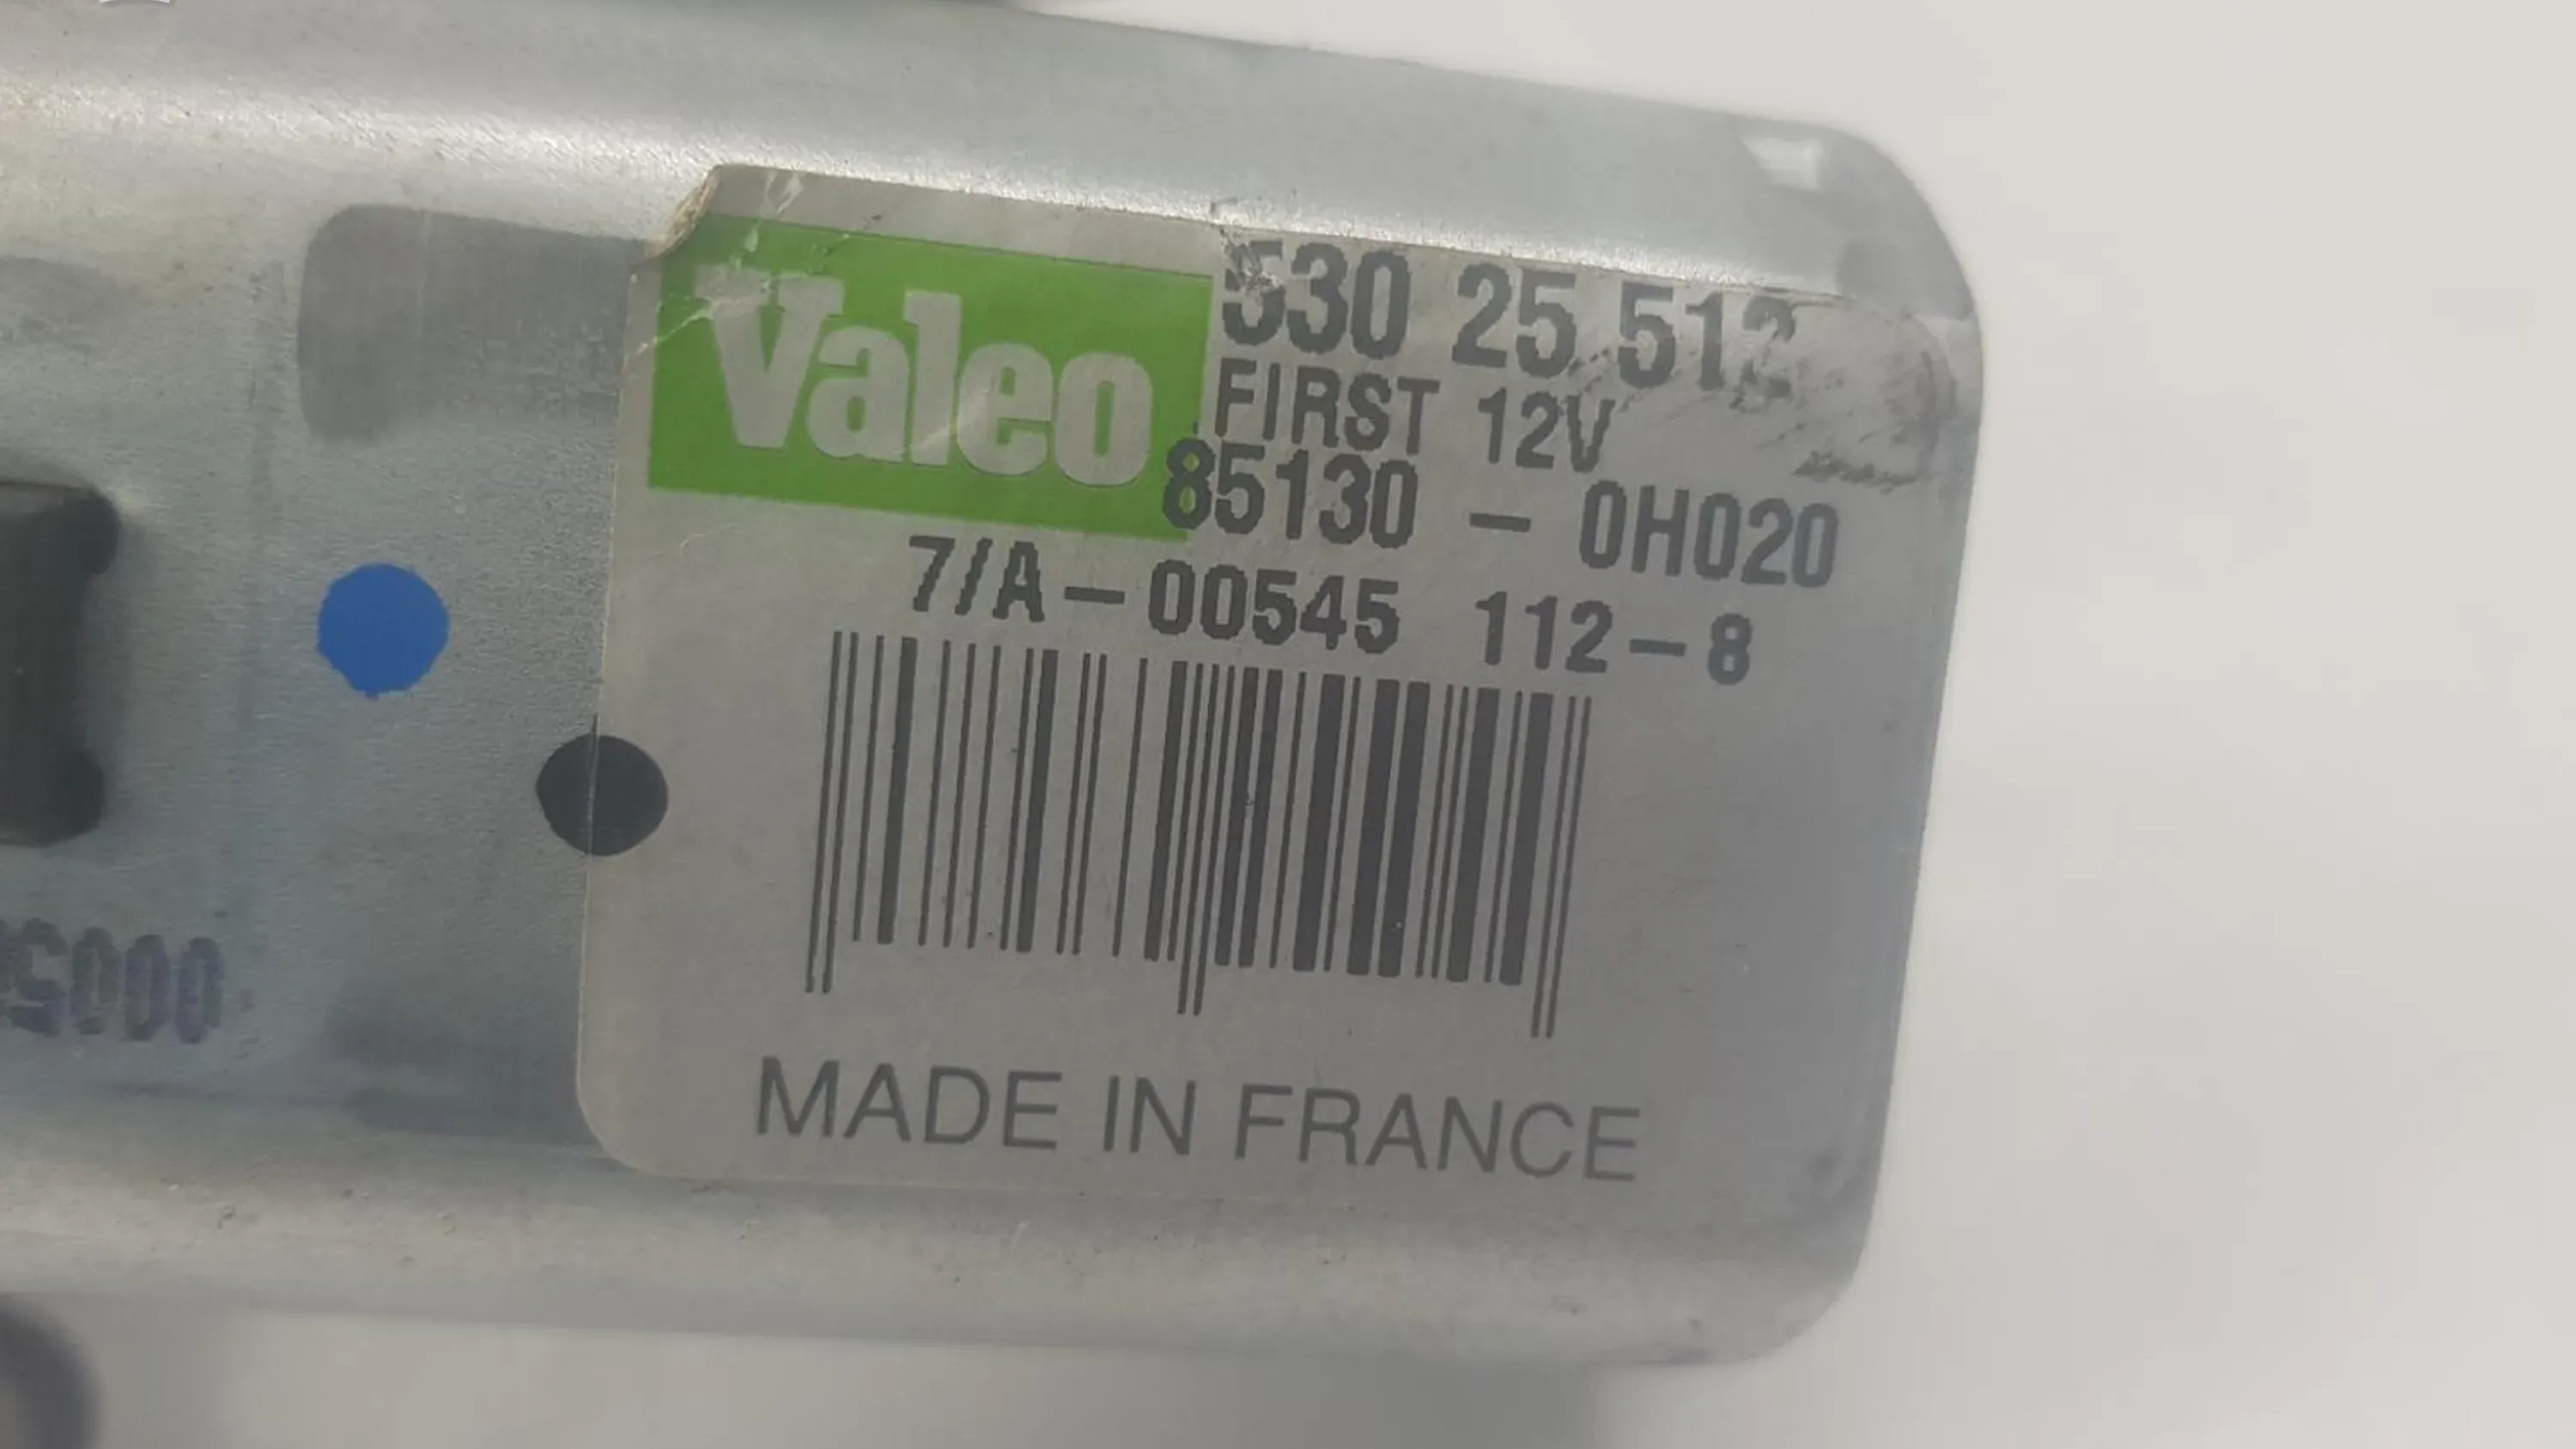 Valeo
530 25 512
FIRST 12V
85130 - 0H020
7/A-00545 112-8
MADE IN FRANCE